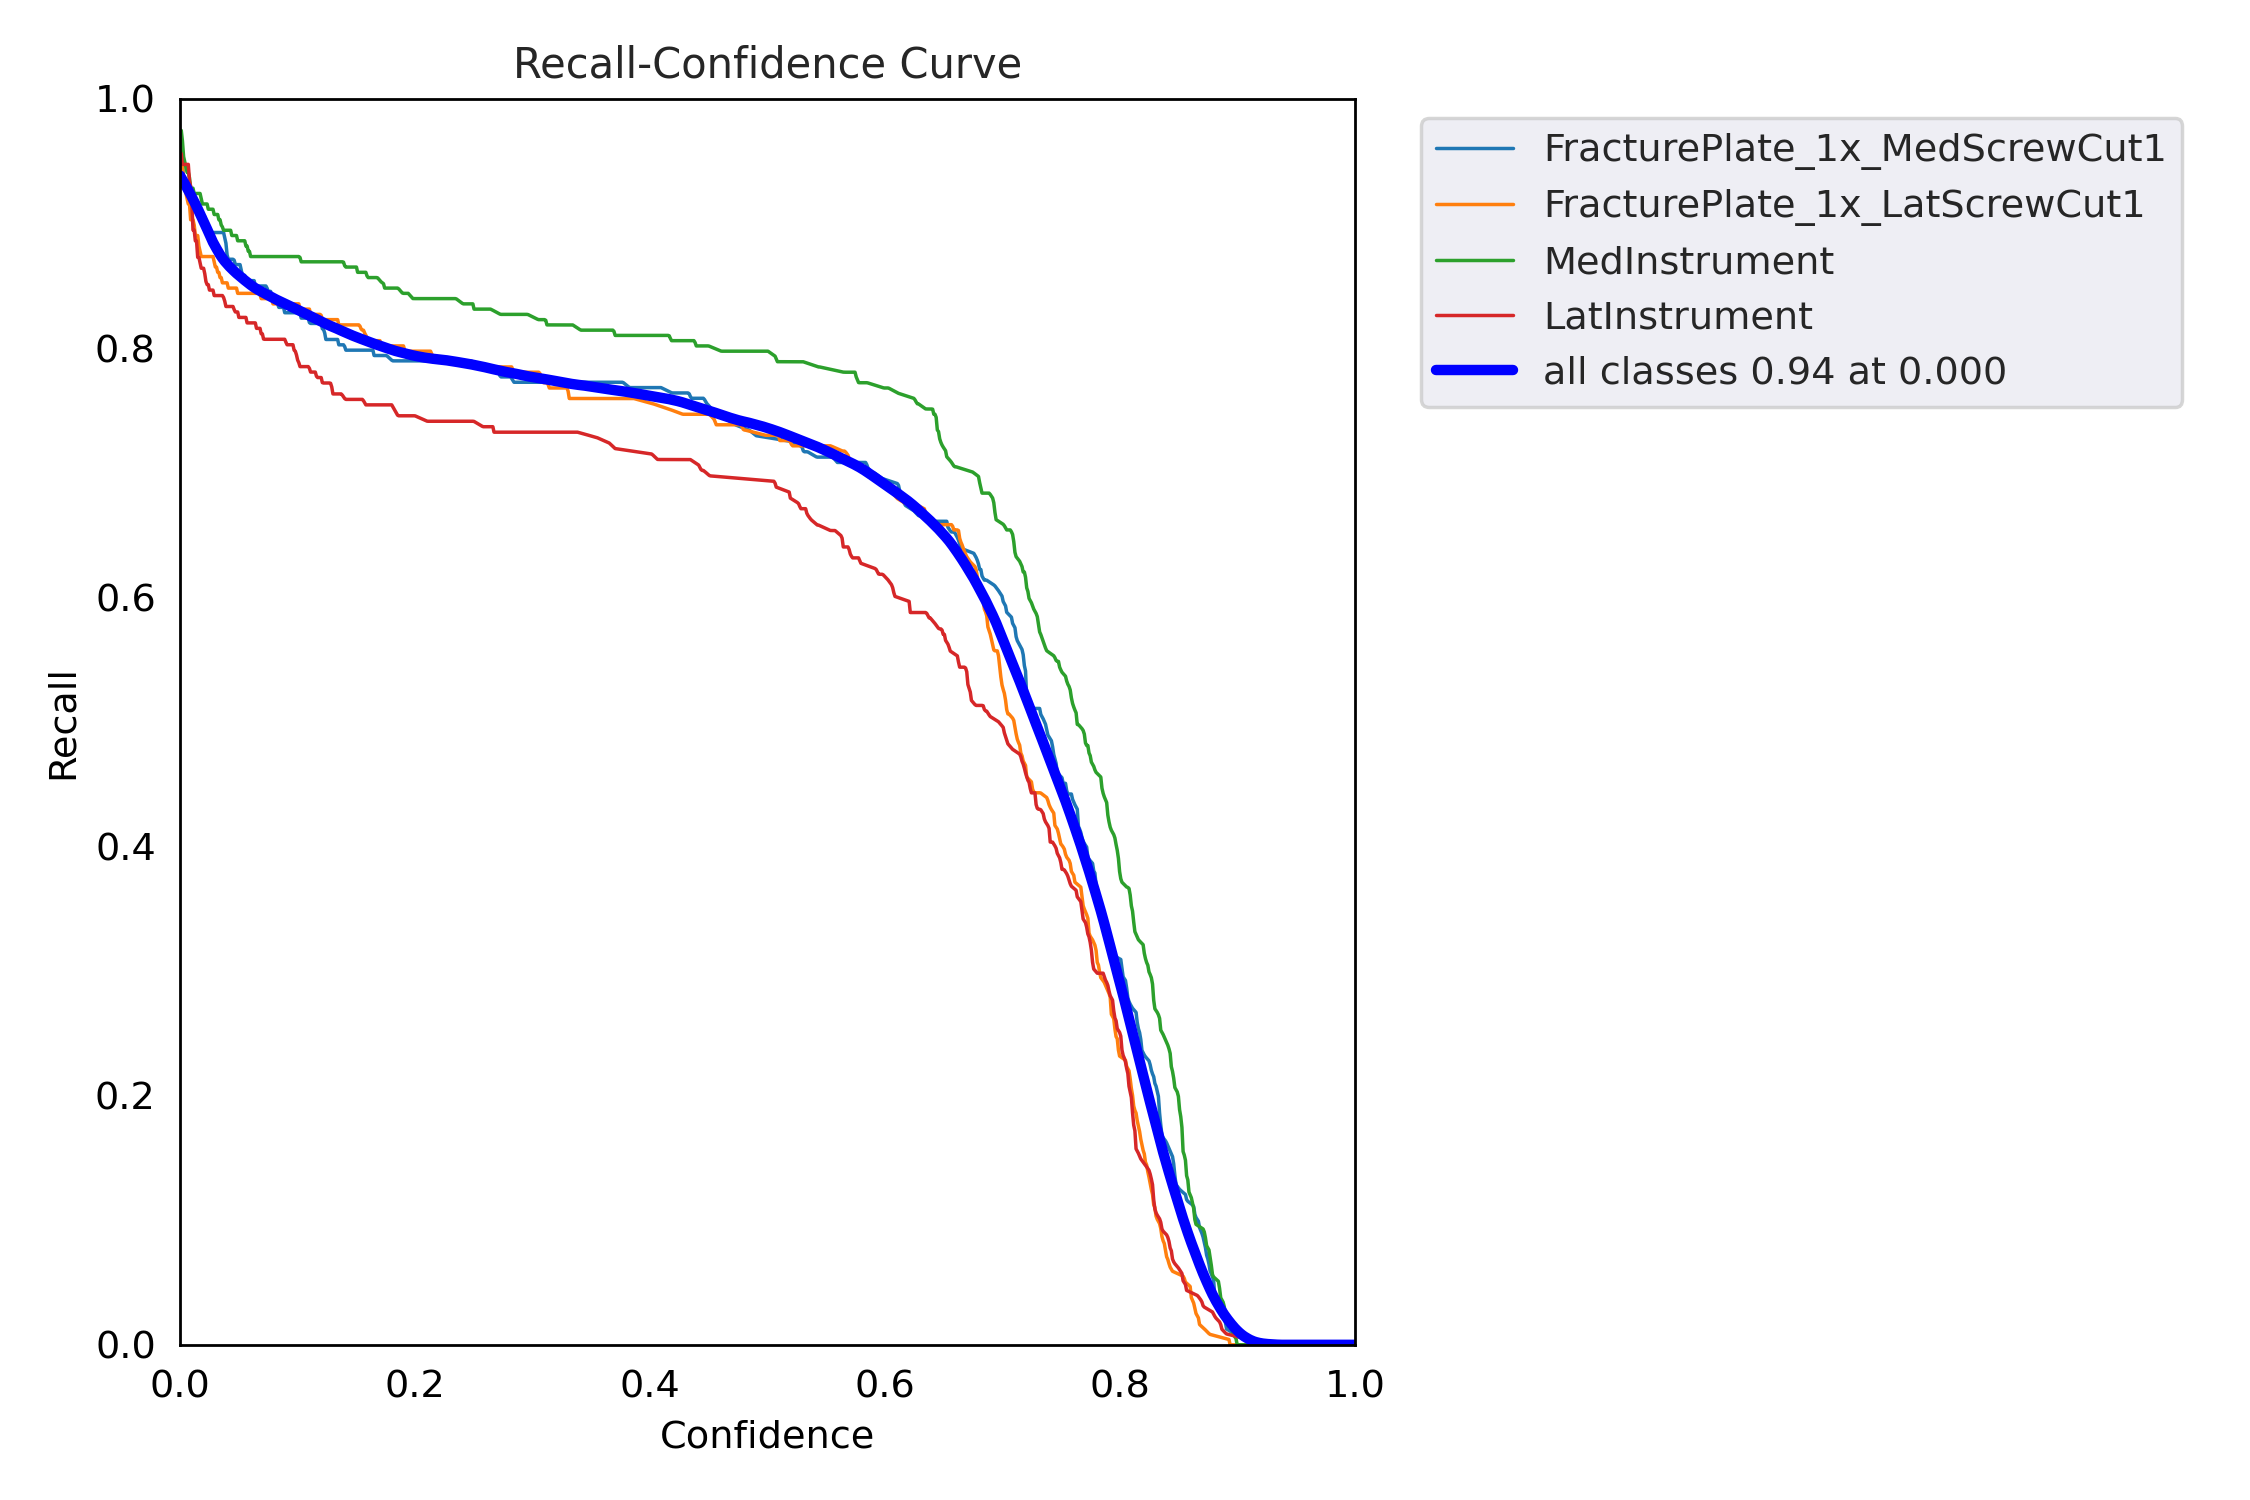 Recall-Confidence Curve
1.0
0.8
0.6
0.4
0.2
0.0
Recall
0.0 0.2 0.4 0.6 0.8 1.0
Confidence
FracturePlate_1x_MedScrewCut1
FracturePlate_1x_LatScrewCut1
MedInstrument
LatInstrument
all classes 0.94 at 0.000